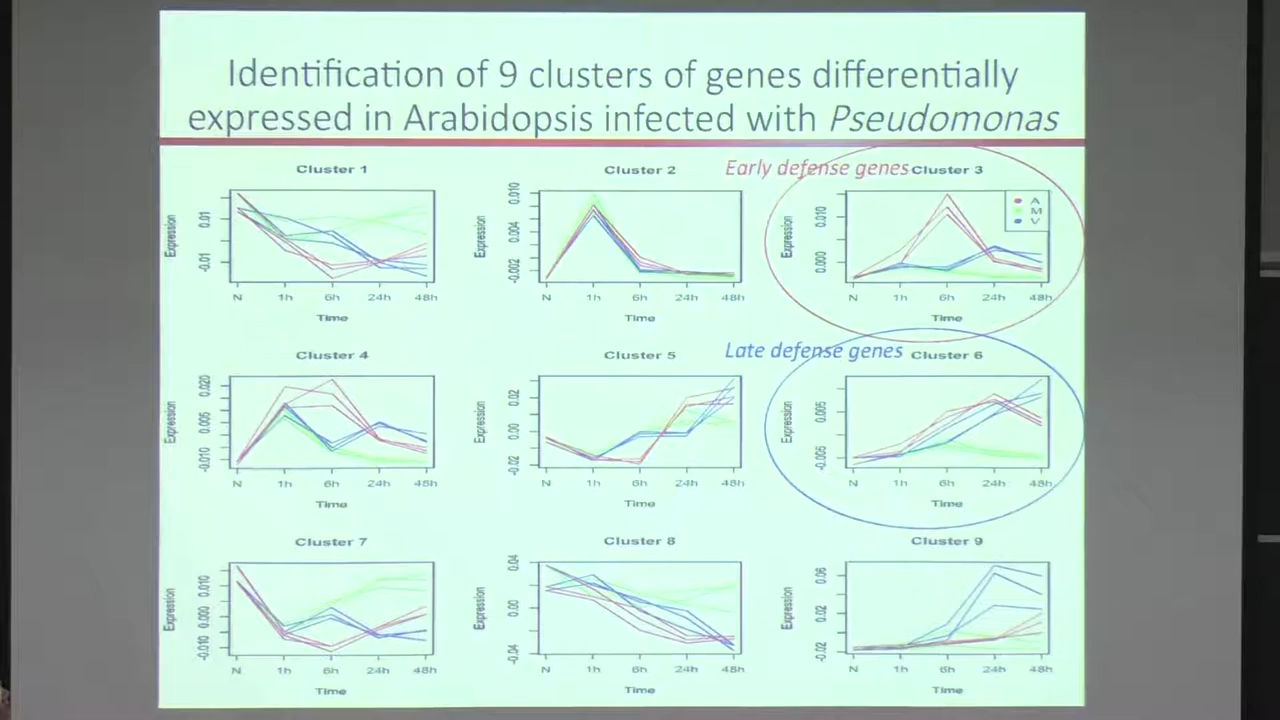 Identification of 9 clusters of genes differentially
expressed in Arabidopsis infected with Pseudomonas
Cluster 1
Expression
0.01
-0.01
N 1h 6h 24h 48h
Time
Cluster 2
Expression
0.010
0.004
-0.002
N 1h 6h 24h 48h
Time
Early defense genes
Cluster 3
Expression
0.010
0.000
A
M
V
N 1h 6h 24h 48h
Time
Cluster 4
Expression
0.020
0.005
-0.010
N 1h 6h 24h 48h
Time
Cluster 5
Expression
0.02
0.00
-0.02
N 1h 6h 24h 48h
Time
Late defense genes
Cluster 6
Expression
0.005
-0.005
N 1h 6h 24h 48h
Time
Cluster 7
Expression
0.010
0.000
-0.010
N 1h 6h 24h 48h
Time
Cluster 8
Expression
0.04
0.00
-0.04
N 1h 6h 24h 48h
Time
Cluster 9
Expression
0.06
0.02
-0.02
N 1h 6h 24h 48h
Time